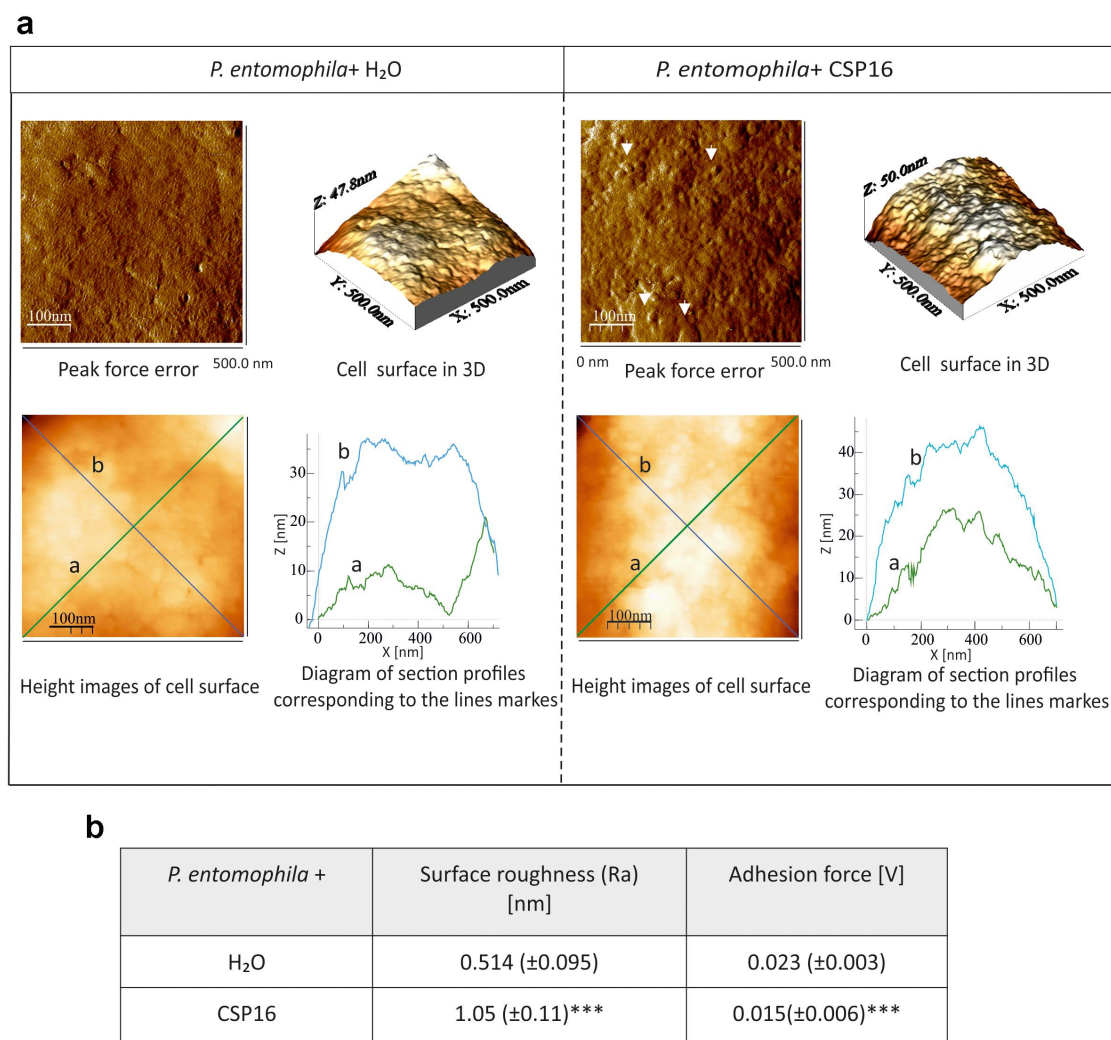 a
P. entomophila+ H₂O
P. entomophila+ CSP16
100nm
Peak force error
500.0 nm
Z: 47.8nm
Y: 500.0nm
X: 500.0nm
Cell surface in 3D
100nm
0 nm
500.0 nm
Peak force error
Z: 50.0nm
Y: 500.0nm
X: 500.0nm
Cell surface in 3D
b
a
100nm
Height images of cell surface
Z [nm]
30
20
10
0
b
a
0 200 400 600
X [nm]
Diagram of section profiles
corresponding to the lines markes
b
a
100nm
Height images of cell surface
Z [nm]
40
30
20
10
0
b
a
0 200 400 600
X [nm]
Diagram of section profiles
corresponding to the lines markes
b
P. entomophila + Surface roughness (Ra) Adhesion force [V]
[nm]
H₂O 0.514 (±0.095) 0.023 (±0.003)
CSP16 1.05 (±0.11)*** 0.015(±0.006)***